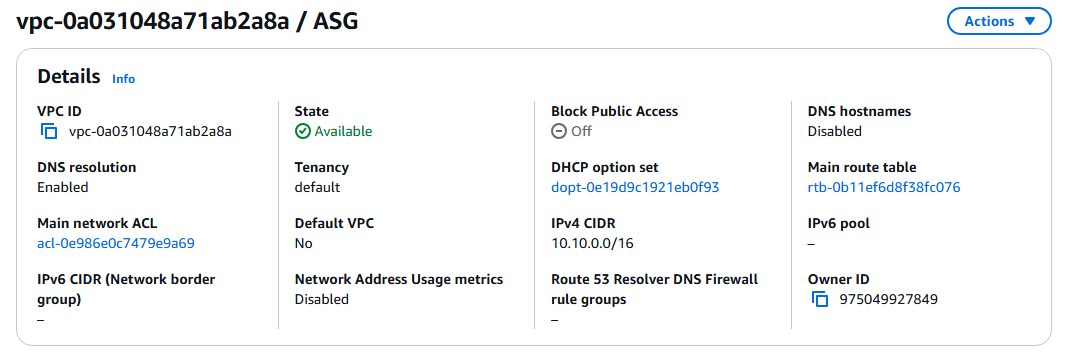 vpc-0a031048a71ab2a8a / ASG
Actions
Details Info
VPC ID
vpc-0a031048a71ab2a8a
State
Available
Block Public Access
Off
DNS hostnames
Disabled
DNS resolution
Enabled
Tenancy
default
DHCP option set
dopt-0e19d9c1921eb0f93
Main route table
rtb-0b11ef6d8f38fc076
Main network ACL
acl-0e986e0c7479e9a69
Default VPC
No
IPv4 CIDR
10.10.0.0/16
IPv6 pool
–
IPv6 CIDR (Network border
group)
–
Network Address Usage metrics
Disabled
Route 53 Resolver DNS Firewall
rule groups
–
Owner ID
975049927849